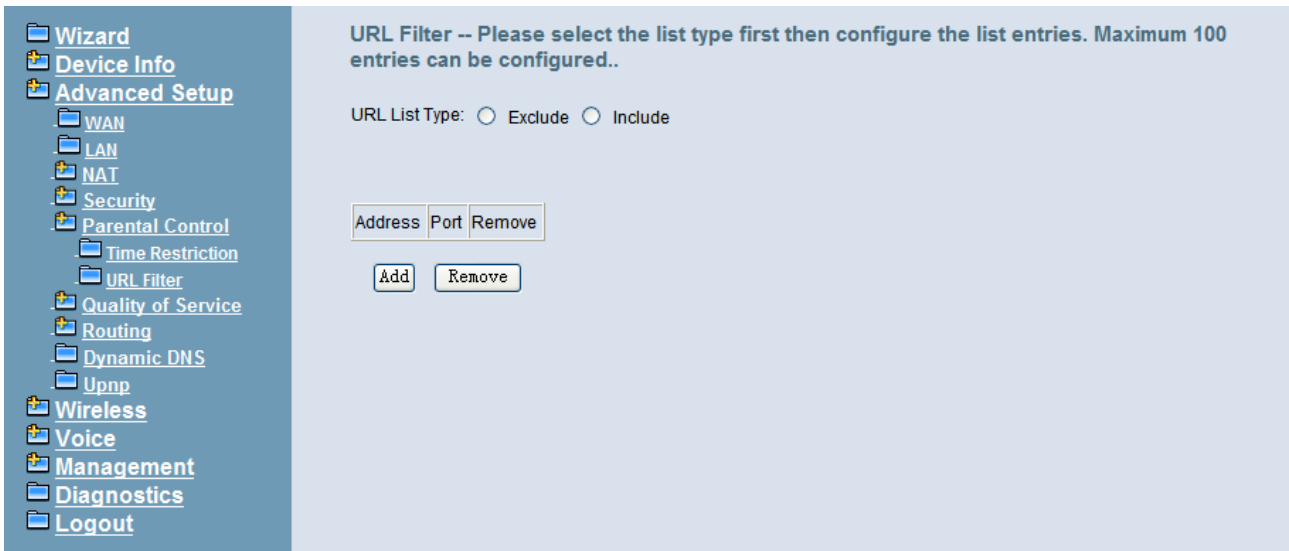 Wizard
Device Info
Advanced Setup
WAN
LAN
NAT
Security
Parental Control
Time Restriction
URL Filter
Quality of Service
Routing
Dynamic DNS
Upnp
Wireless
Voice
Management
Diagnostics
Logout
URL Filter -- Please select the list type first then configure the list entries. Maximum 100
entries can be configured..
URL List Type: Exclude Include
Address Port Remove
Add Remove